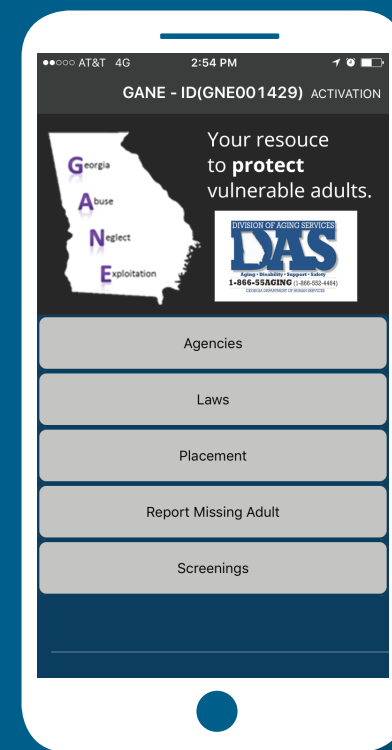 AT&T 4G 2:54 PM
GANE - ID(GNE001429) ACTIVATION
Georgia
Abuse
Neglect
Exploitation
Your resouce
to protect
vulnerable adults.
DIVISION OF AGING SERVICES
DAS
Aging • Disability • Support • Safety
1-866-55AGING (1-866-552-4464)
GEORGIA DEPARTMENT OF HUMAN SERVICES
Agencies
Laws
Placement
Report Missing Adult
Screenings